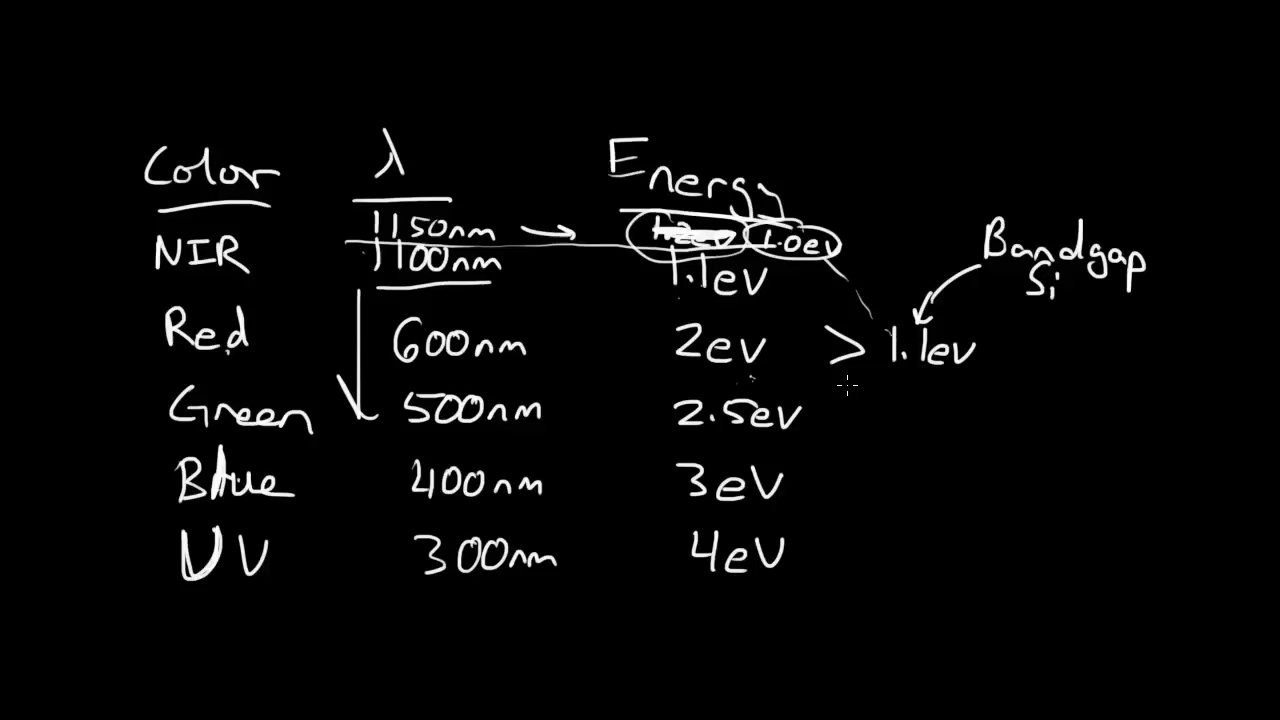 Color λ Energy
1150nm → 1.0ev
NIR 1100nm 1.1ev
Bandgap
Si
Red 600nm 2ev > 1.1ev
Green 500nm 2.5ev
Blue 400nm 3eV
UV 300nm 4eV